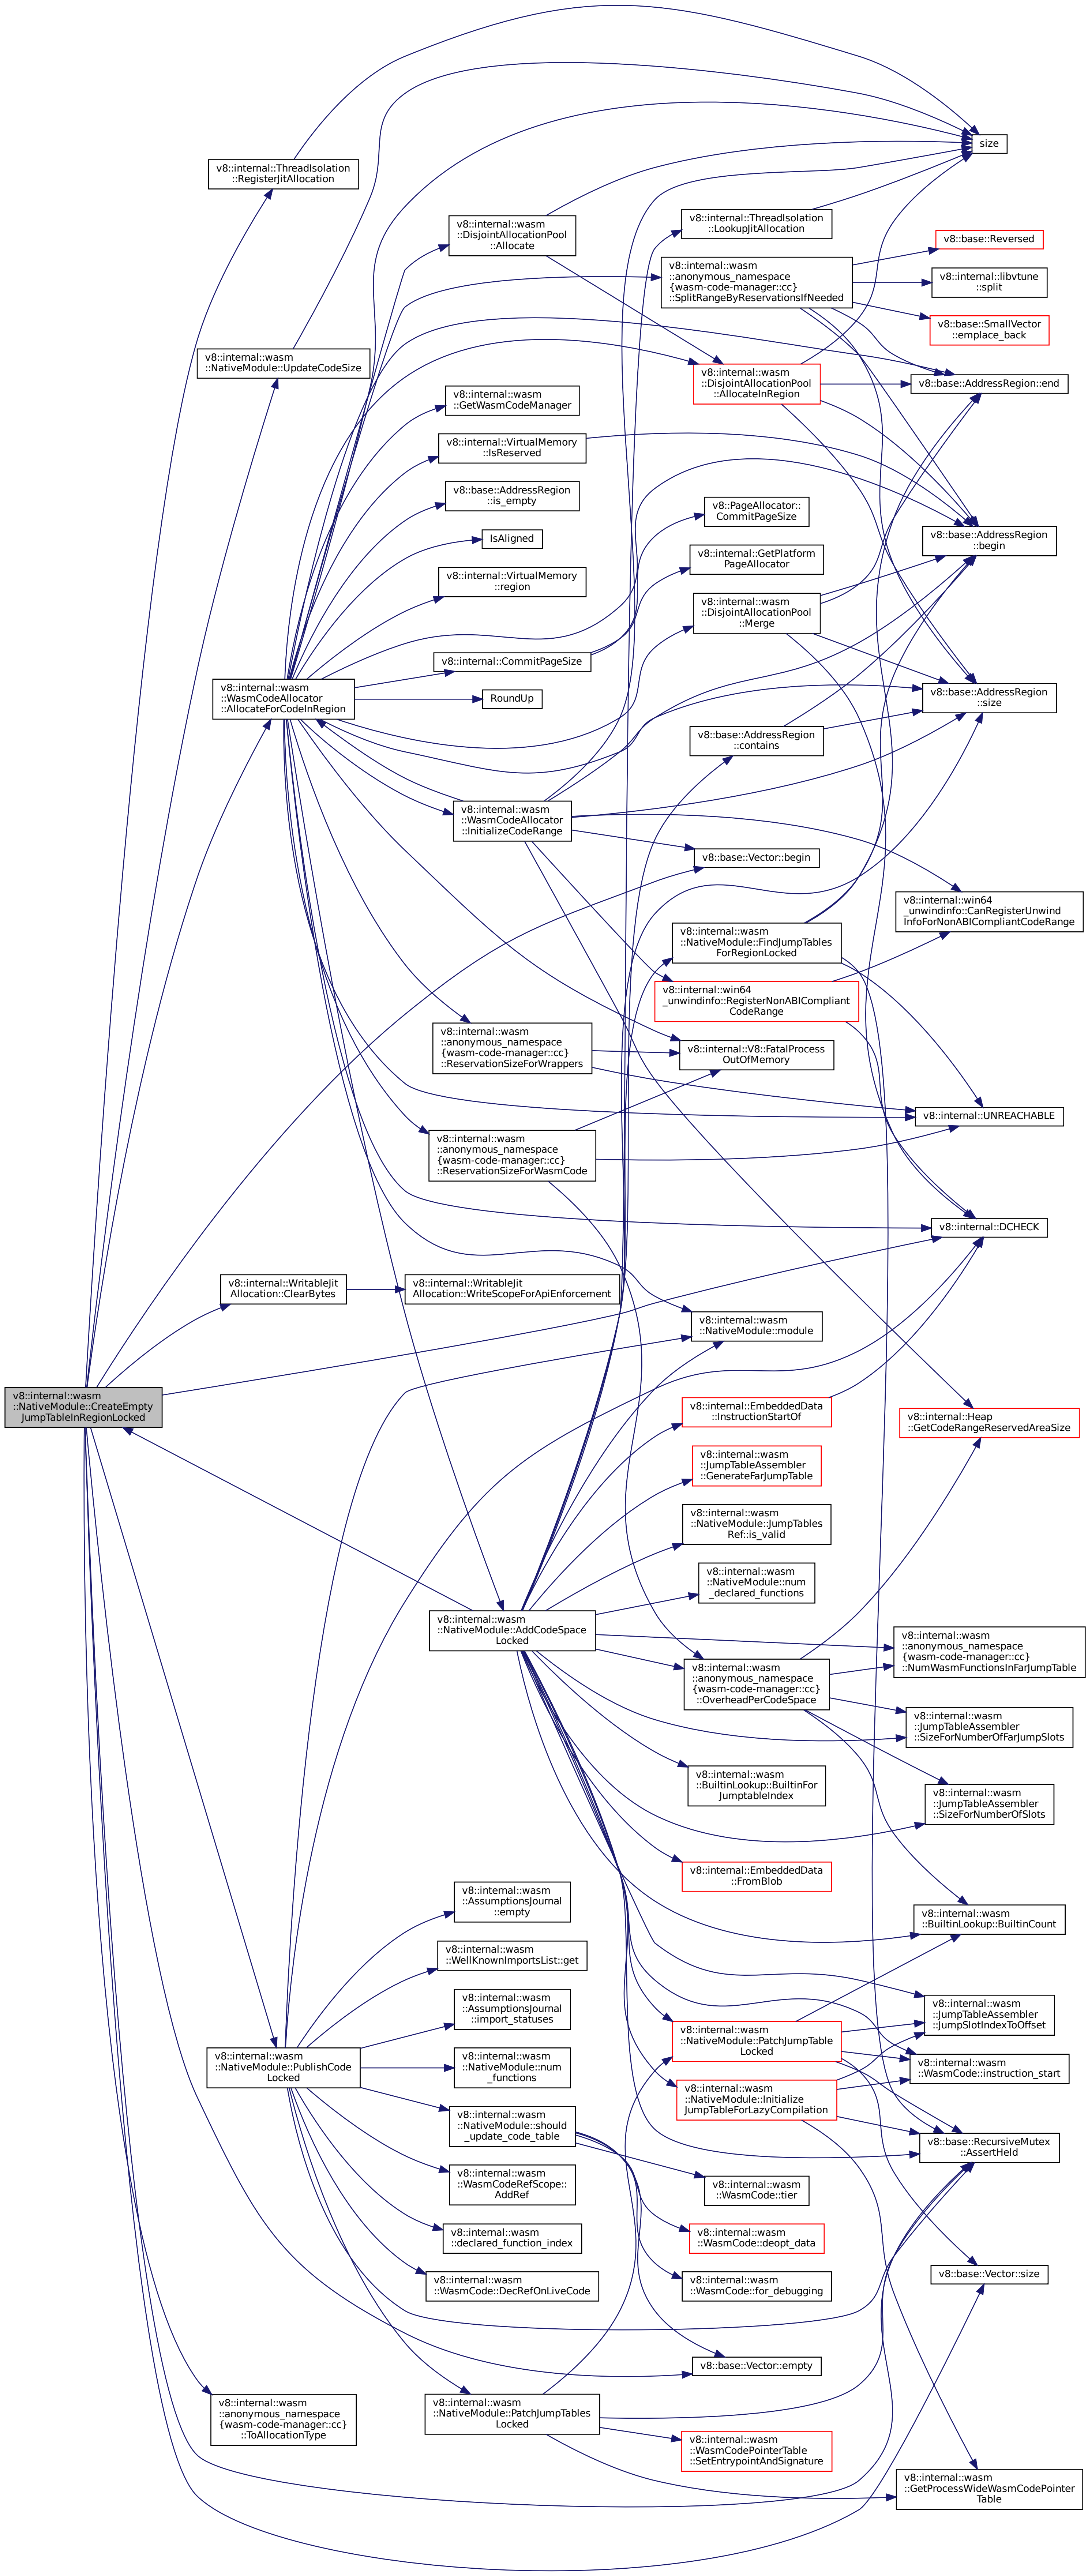 size
v8::internal::ThreadIsolation
::RegisterJitAllocation
v8::internal::wasm
::DisjointAllocationPool
::Allocate
v8::internal::ThreadIsolation
::LookupJitAllocation
v8::base::Reversed
v8::internal::wasm
::anonymous_namespace
{wasm-code-manager::cc}
::SplitRangeByReservationsIfNeeded
v8::internal::libvtune
::split
v8::base::SmallVector
::emplace_back
v8::internal::wasm
::NativeModule::UpdateCodeSize
v8::internal::wasm
::DisjointAllocationPool
::AllocateInRegion
v8::base::AddressRegion::end
v8::internal::wasm
::GetWasmCodeManager
v8::internal::VirtualMemory
::IsReserved
v8::base::AddressRegion
::is_empty
v8::PageAllocator::
CommitPageSize
IsAligned
v8::base::AddressRegion
::begin
v8::internal::GetPlatform
PageAllocator
v8::internal::VirtualMemory
::region
v8::internal::wasm
::DisjointAllocationPool
::Merge
v8::internal::CommitPageSize
v8::internal::wasm
::WasmCodeAllocator
::AllocateForCodeInRegion
RoundUp
v8::base::AddressRegion
::size
v8::base::AddressRegion
::contains
v8::internal::wasm
::WasmCodeAllocator
::InitializeCodeRange
v8::base::Vector::begin
v8::internal::win64
_unwindinfo::CanRegisterUnwind
InfoForNonABICompliantCodeRange
v8::internal::wasm
::NativeModule::FindJumpTables
ForRegionLocked
v8::internal::win64
_unwindinfo::RegisterNonABICompliant
CodeRange
v8::internal::wasm
::anonymous_namespace
{wasm-code-manager::cc}
::ReservationSizeForWrappers
v8::internal::V8::FatalProcess
OutOfMemory
v8::internal::UNREACHABLE
v8::internal::wasm
::anonymous_namespace
{wasm-code-manager::cc}
::ReservationSizeForWasmCode
v8::internal::DCHECK
v8::internal::WritableJit
Allocation::ClearBytes
v8::internal::WritableJit
Allocation::WriteScopeForApiEnforcement
v8::internal::wasm
::NativeModule::module
v8::internal::wasm
::NativeModule::CreateEmpty
JumpTableInRegionLocked
v8::internal::EmbeddedData
::InstructionStartOf
v8::internal::Heap
::GetCodeRangeReservedAreaSize
v8::internal::wasm
::JumpTableAssembler
::GenerateFarJumpTable
v8::internal::wasm
::NativeModule::JumpTables
Ref::is_valid
v8::internal::wasm
::NativeModule::num
_declared_functions
v8::internal::wasm
::NativeModule::AddCodeSpace
Locked
v8::internal::wasm
::anonymous_namespace
{wasm-code-manager::cc}
::NumWasmFunctionsInFarJumpTable
v8::internal::wasm
::anonymous_namespace
{wasm-code-manager::cc}
::OverheadPerCodeSpace
v8::internal::wasm
::JumpTableAssembler
::SizeForNumberOfFarJumpSlots
v8::internal::wasm
::BuiltinLookup::BuiltinFor
JumptableIndex
v8::internal::wasm
::JumpTableAssembler
::SizeForNumberOfSlots
v8::internal::EmbeddedData
::FromBlob
v8::internal::wasm
::AssumptionsJournal
::empty
v8::internal::wasm
::BuiltinLookup::BuiltinCount
v8::internal::wasm
::WellKnownImportsList::get
v8::internal::wasm
::AssumptionsJournal
::import_statuses
v8::internal::wasm
::JumpTableAssembler
::JumpSlotIndexToOffset
v8::internal::wasm
::NativeModule::PatchJumpTable
Locked
v8::internal::wasm
::NativeModule::PublishCode
Locked
v8::internal::wasm
::NativeModule::num
_functions
v8::internal::wasm
::WasmCode::instruction_start
v8::internal::wasm
::NativeModule::Initialize
JumpTableForLazyCompilation
v8::internal::wasm
::NativeModule::should
_update_code_table
v8::base::RecursiveMutex
::AssertHeld
v8::internal::wasm
::WasmCodeRefScope::
AddRef
v8::internal::wasm
::WasmCode::tier
v8::internal::wasm
::declared_function_index
v8::internal::wasm
::WasmCode::deopt_data
v8::internal::wasm
::WasmCode::DecRefOnLiveCode
v8::internal::wasm
::WasmCode::for_debugging
v8::base::Vector::size
v8::base::Vector::empty
v8::internal::wasm
::anonymous_namespace
{wasm-code-manager::cc}
::ToAllocationType
v8::internal::wasm
::NativeModule::PatchJumpTables
Locked
v8::internal::wasm
::WasmCodePointerTable
::SetEntrypointAndSignature
v8::internal::wasm
::GetProcessWideWasmCodePointer
Table